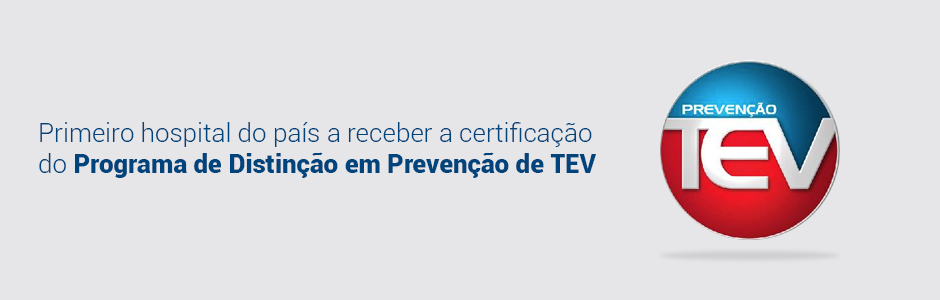 Primeiro hospital do país a receber a certificação
do Programa de Distinção em Prevenção de TEV
PREVENÇÃO
TEV